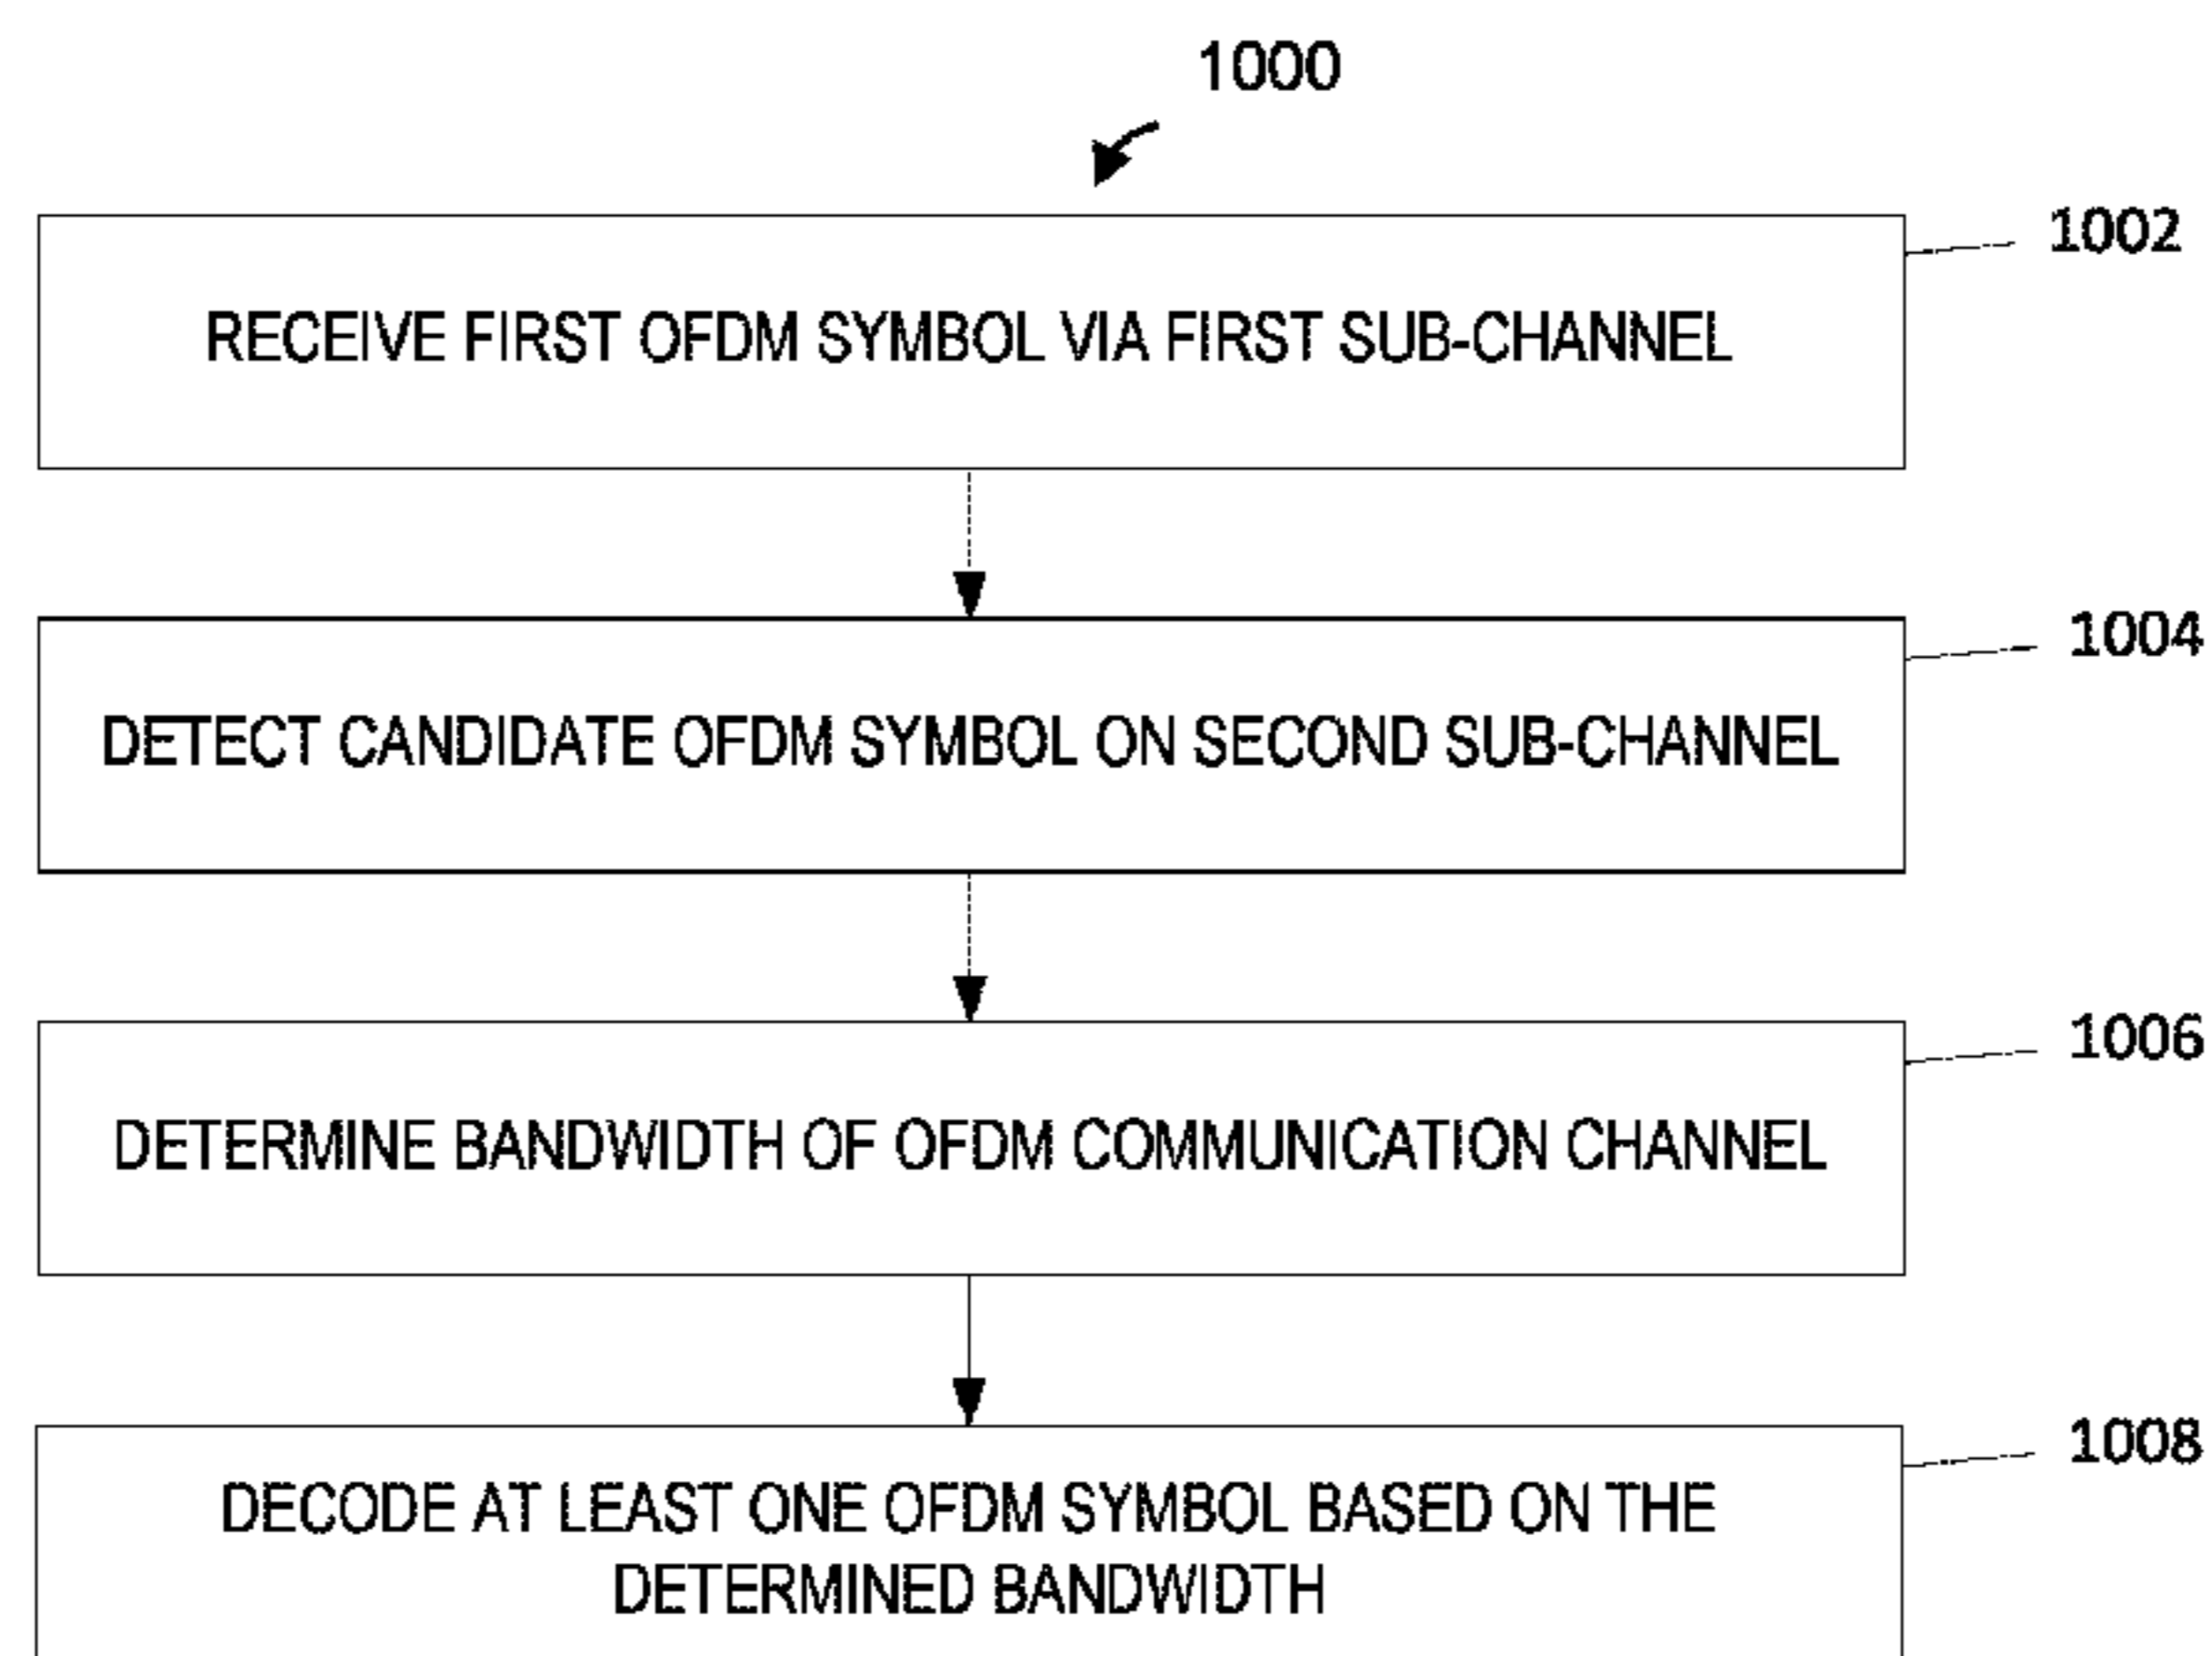 1000
1002
RECEIVE FIRST OFDM SYMBOL VIA FIRST SUB-CHANNEL
1004
DETECT CANDIDATE OFDM SYMBOL ON SECOND SUB-CHANNEL
1006
DETERMINE BANDWIDTH OF OFDM COMMUNICATION CHANNEL
1008
DECODE AT LEAST ONE OFDM SYMBOL BASED ON THE
DETERMINED BANDWIDTH